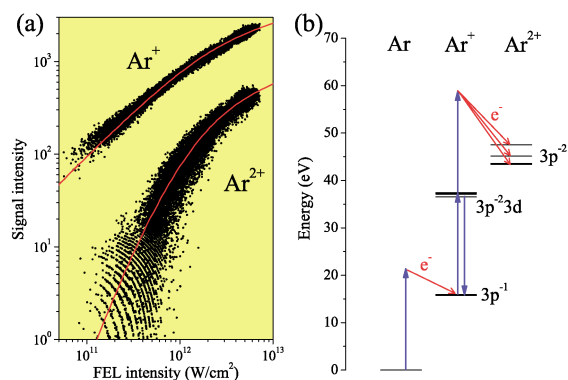 (a)
Ar+
Ar2+
Signal intensity
10^3
10^2
10^1
10^0
10^11
10^12
10^13
FEL intensity (W/cm^2)
(b)
Ar
Ar+
Ar2+
Energy (eV)
70
60
50
40
30
20
10
0
e-
3p-2
3p-23d
e-
3p-1